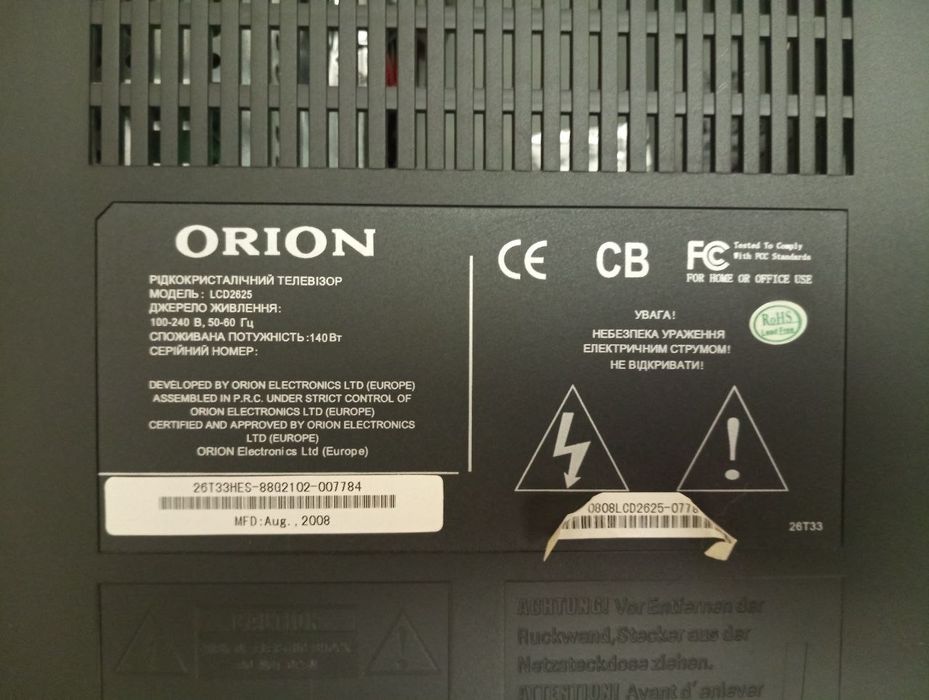 ORION
РІДКОКРИСТАЛІЧНИЙ ТЕЛЕВІЗОР
МОДЕЛЬ: LCD2625
ДЖЕРЕЛО ЖИВЛЕННЯ:
100-240 В, 50-60 Гц
СПОЖИВАНА ПОТУЖНІСТЬ:140Вт
СЕРІЙНИЙ НОМЕР:
DEVELOPED BY ORION ELECTRONICS LTD (EUROPE)
ASSEMBLED IN P.R.C. UNDER STRICT CONTROL OF
ORION ELECTRONICS LTD (EUROPE)
CERTIFIED AND APPROVED BY ORION ELECTRONICS
LTD (EUROPE)
ORION Electronics Ltd (Europe)
26T33HES-8802102-007784
MFD:Aug.,2008
CE
CB
FC
Tested To Comply
With FCC Standards
FOR HOME OR OFFICE USE
RoHS
Lead Free
УВАГА!
НЕБЕЗПЕКА УРАЖЕННЯ
ЕЛЕКТРИЧНИМ СТРУМОМ!
НЕ ВІДКРИВАТИ!
0808LCD2625-0778
26T33
CAUTION
ACHTUNG! Vor Entfernen der
Ruckwand,Stecker aus der
Netzsteckdose ziehen.
ATTENTION! Avant d'enlever